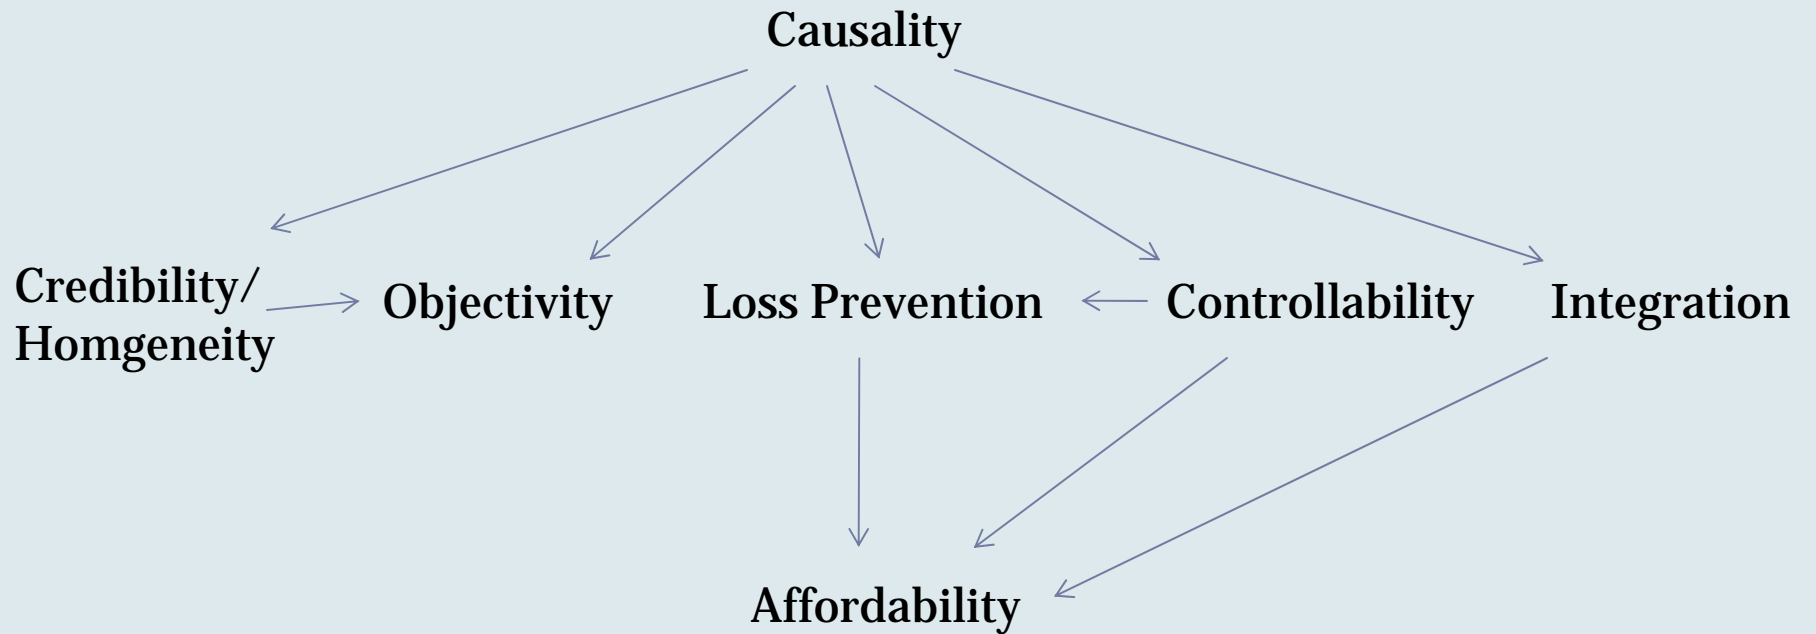 Causality
Credibility/
Homgeneity
Objectivity
Loss Prevention
Controllability
Integration
Affordability